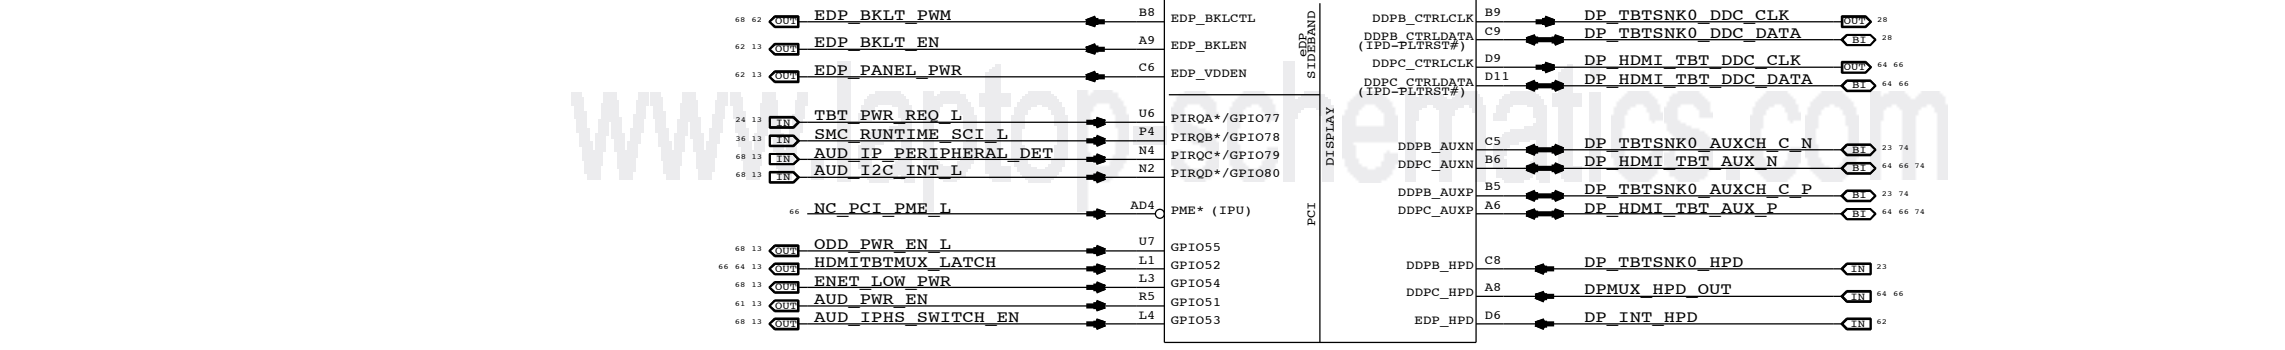 68 62 OUT EDP_BKLT_PWM B8 EDP_BKLCTL
62 13 OUT EDP_BKLT_EN A9 EDP_BKLEN
62 13 OUT EDP_PANEL_PWR C6 EDP_VDDEN
24 13 IN TBT_PWR_REQ_L U6 PIRQA*/GPIO77
36 13 IN SMC_RUNTIME_SCI_L P4 PIRQB*/GPIO78
68 13 IN AUD_IP_PERIPHERAL_DET N4 PIRQC*/GPIO79
68 13 IN AUD_I2C_INT_L N2 PIRQD*/GPIO80
66 NC_PCI_PME_L AD4 PME* (IPU)
68 13 OUT ODD_PWR_EN_L U7 GPIO55
66 64 13 OUT HDMITBTMUX_LATCH L1 GPIO52
68 13 OUT ENET_LOW_PWR L3 GPIO54
61 13 OUT AUD_PWR_EN R5 GPIO51
68 13 OUT AUD_IPHS_SWITCH_EN L4 GPIO53
eDP
SIDEBAND
DISPLAY
PCI
DDPB_CTRLCLK B9 DP_TBTSNK0_DDC_CLK OUT 28
DDPB_CTRLDATA C9 DP_TBTSNK0_DDC_DATA BI 28
(IPD-PLTRST#)
DDPC_CTRLCLK D9 DP_HDMI_TBT_DDC_CLK OUT 64 66
DDPC_CTRLDATA D11 DP_HDMI_TBT_DDC_DATA BI 64 66
(IPD-PLTRST#)
DDPB_AUXN C5 DP_TBTSNK0_AUXCH_C_N BI 23 74
DDPC_AUXN B6 DP_HDMI_TBT_AUX_N BI 64 66 74
DDPB_AUXP B5 DP_TBTSNK0_AUXCH_C_P BI 23 74
DDPC_AUXP A6 DP_HDMI_TBT_AUX_P BI 64 66 74
DDPB_HPD C8 DP_TBTSNK0_HPD IN 23
DDPC_HPD A8 DPMUX_HPD_OUT IN 64 66
EDP_HPD D6 DP_INT_HPD IN 62
www.laptop-schematics.com